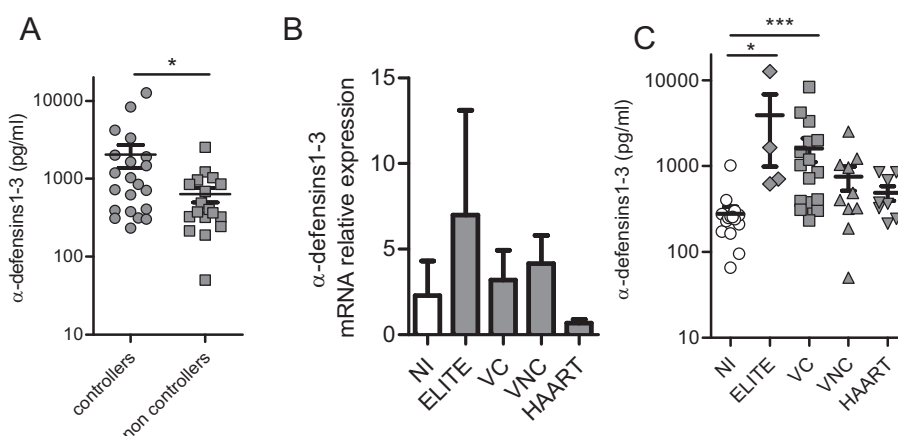 A
α-defensins1-3 (pg/ml)
10000
1000
100
10
*
controllers
non controllers
B
α-defensins1-3
mRNA relative expression
15
10
5
0
NI
ELITE
VC
VNC
HAART
C
α-defensins1-3 (pg/ml)
10000
1000
100
10
***
*
NI
ELITE
VC
VNC
HAART